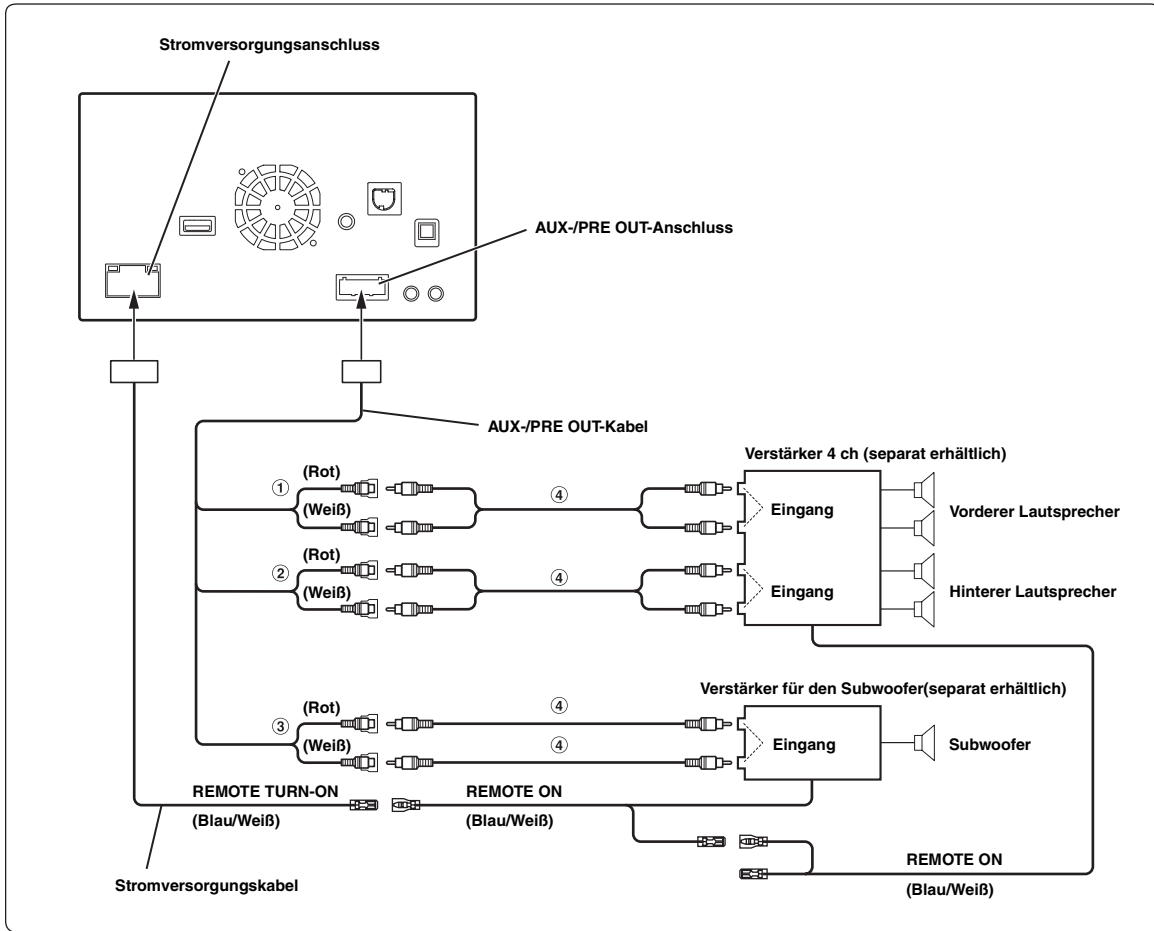 Stromversorgungsanschluss
AUX-/PRE OUT-Anschluss
AUX-/PRE OUT-Kabel
Verstärker 4 ch (separat erhältlich)
(Rot)
①
④
(Weiß)
Eingang
Vorderer Lautsprecher
(Rot)
②
④
(Weiß)
Eingang
Hinterer Lautsprecher
Verstärker für den Subwoofer(separat erhältlich)
(Rot)
④
③
(Weiß)
④
Eingang
Subwoofer
REMOTE TURN-ON
(Blau/Weiß)
REMOTE ON
(Blau/Weiß)
REMOTE ON
(Blau/Weiß)
Stromversorgungskabel